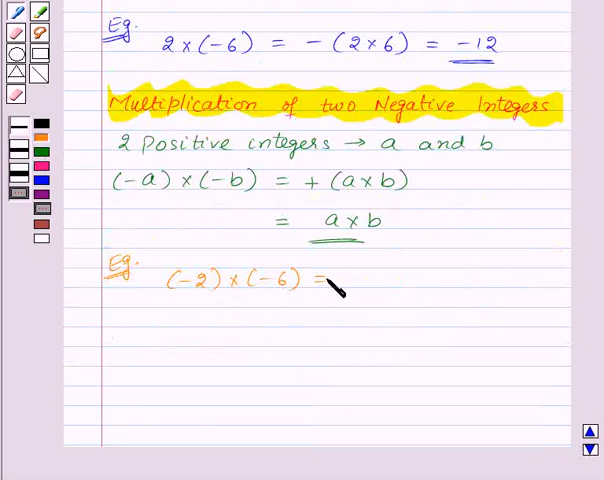 Eg. 2 × (-6) = - (2 × 6) = -12
Multiplication of two Negative Integers
2 Positive integers → a and b
(-a) × (-b) = + (a × b)
= a × b
Eg. (-2) × (-6) =